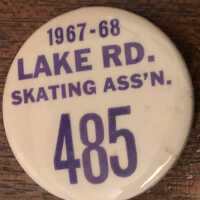 1967-68
LAKE RD.
SKATING ASS'N.
485